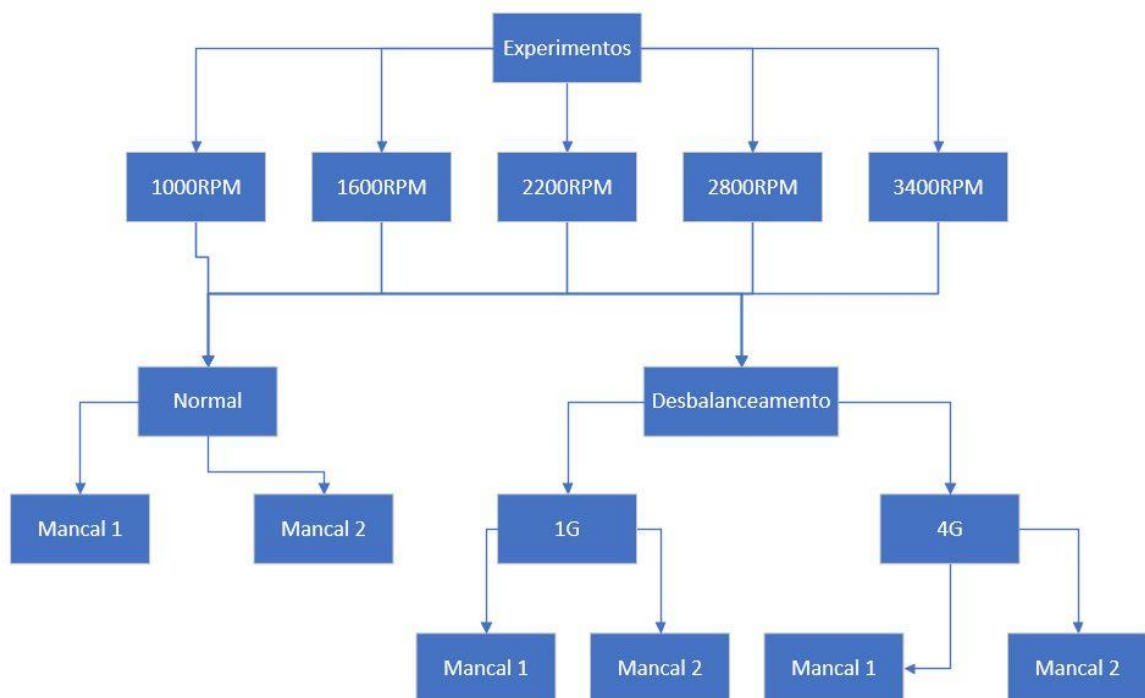 Experimentos
1000RPM
1600RPM
2200RPM
2800RPM
3400RPM
Normal
Desbalanceamento
Mancal 1
Mancal 2
1G
4G
Mancal 1
Mancal 2
Mancal 1
Mancal 2